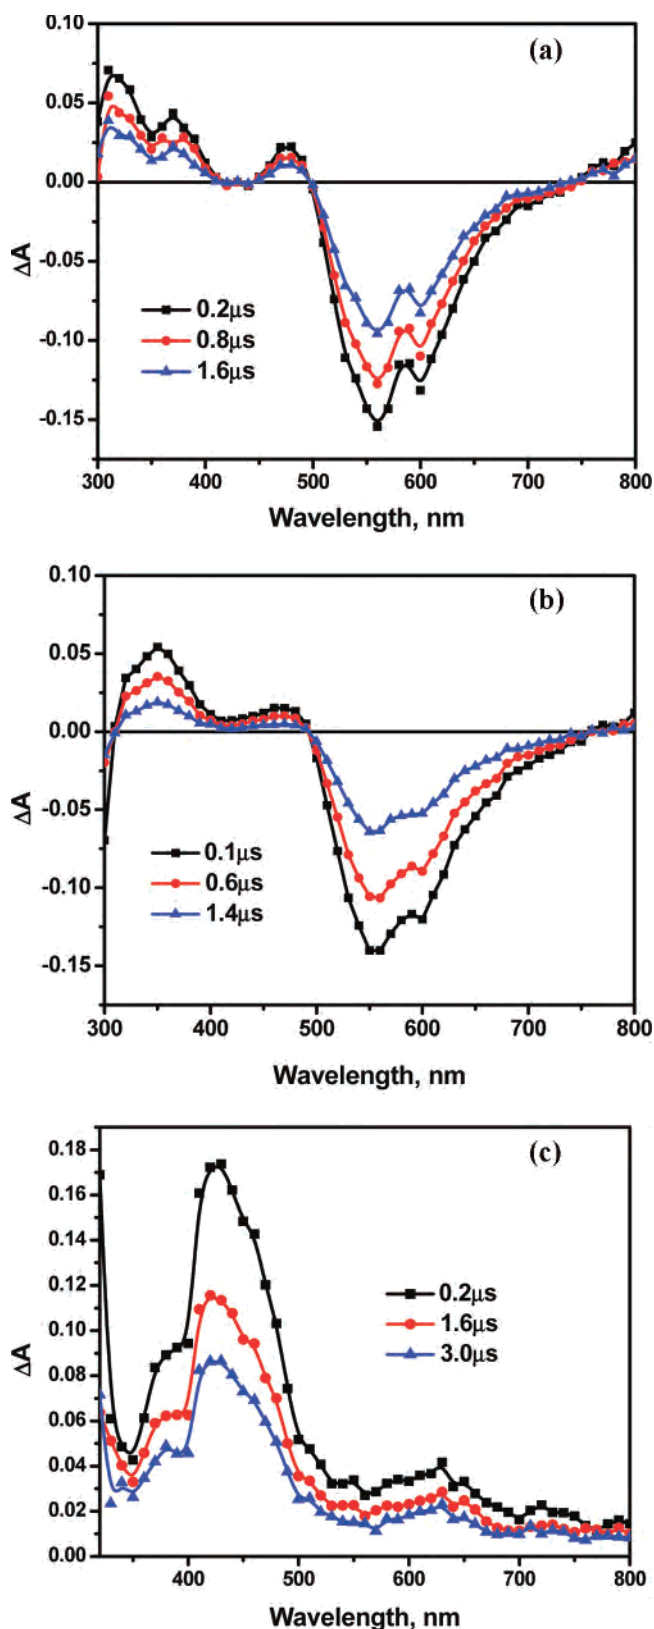 (a)
0.10
0.05
0.00
-0.05
-0.10
-0.15
ΔA
0.2μs
0.8μs
1.6μs
300 400 500 600 700 800
Wavelength, nm
(b)
0.10
0.05
0.00
-0.05
-0.10
-0.15
ΔA
0.1μs
0.6μs
1.4μs
300 400 500 600 700 800
Wavelength, nm
(c)
0.18
0.16
0.14
0.12
0.10
0.08
0.06
0.04
0.02
0.00
ΔA
0.2μs
1.6μs
3.0μs
400 500 600 700 800
Wavelength, nm